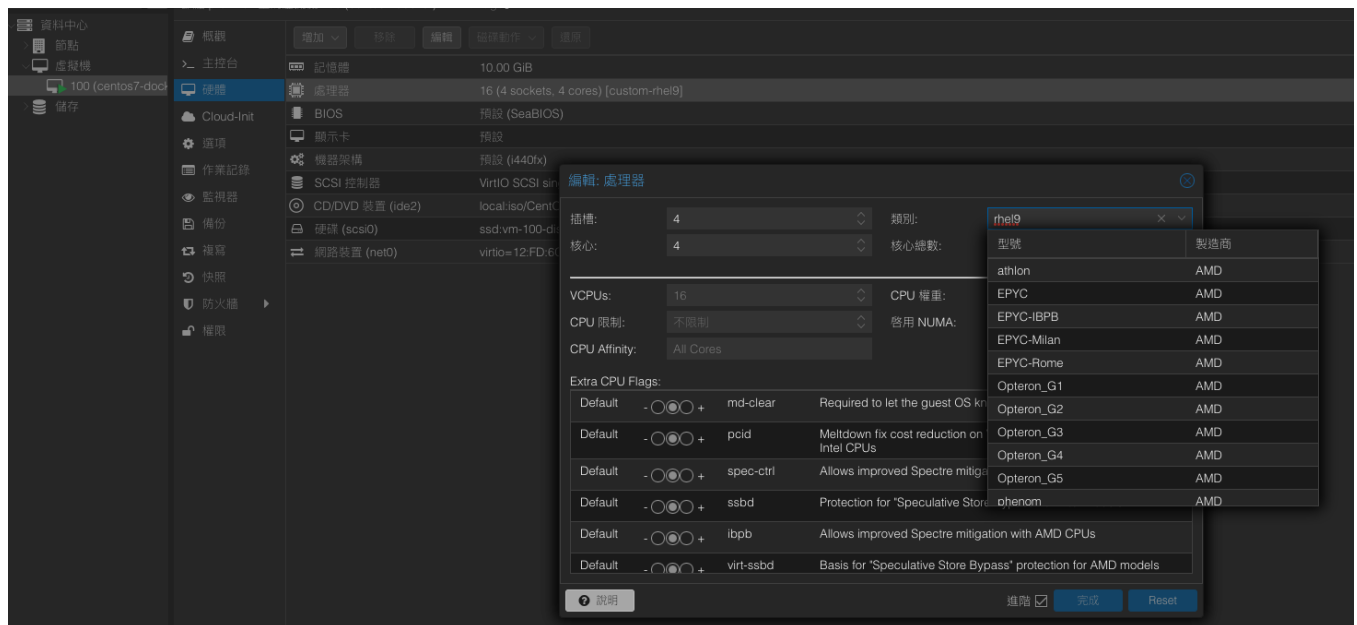 資料中心
節點
虛擬機
100 (centos7-dock
儲存
概觀
主控台
硬體
Cloud-Init
選項
作業記錄
監視器
備份
複寫
快照
防火牆
權限
增加 移除 編輯 磁碟動作 還原
記憶體 10.00 GiB
處理器 16 (4 sockets, 4 cores) [custom-rhel9]
BIOS 預設 (SeaBIOS)
顯示卡 預設
機器架構 預設 (i440fx)
SCSI 控制器 VirtIO SCSI sin
CD/DVD 裝置 (ide2) local:iso/CentO
硬碟 (scsi0) ssd:vm-100-di
網路裝置 (net0) virtio=12:FD:60
編輯: 處理器
插槽: 4 類別: rhel9
核心: 4 核心總數:
VCPUs: 16 CPU 權重:
CPU 限制: 不限制 啓用 NUMA:
CPU Affinity: All Cores
Extra CPU Flags:
Default - + md-clear Required to let the guest OS kn
Default - + pcid Meltdown fix cost reduction on
Intel CPUs
Default - + spec-ctrl Allows improved Spectre mitiga
Default - + ssbd Protection for "Speculative Store
Default - + ibpb Allows improved Spectre mitigation with AMD CPUs
Default - + virt-ssbd Basis for "Speculative Store Bypass" protection for AMD models
型號 製造商
athlon AMD
EPYC AMD
EPYC-IBPB AMD
EPYC-Milan AMD
EPYC-Rome AMD
Opteron_G1 AMD
Opteron_G2 AMD
Opteron_G3 AMD
Opteron_G4 AMD
Opteron_G5 AMD
phenom AMD
說明 進階 完成 Reset